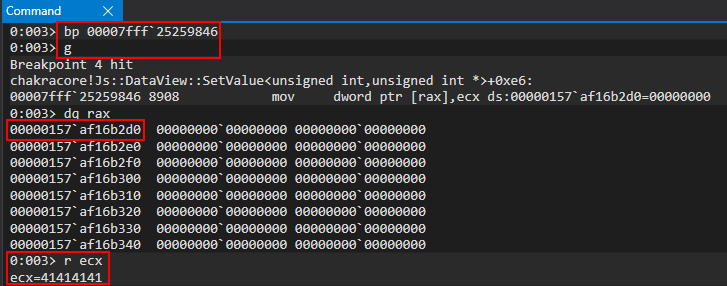 Command X
0:003> bp 00007fff`25259846
0:003> g
Breakpoint 4 hit
chakracore!Js::DataView::SetValue<unsigned int,unsigned int *>+0xe6:
00007fff`25259846 8908            mov     dword ptr [rax],ecx ds:00000157`af16b2d0=00000000
0:003> dq rax
00000157`af16b2d0  00000000`00000000 00000000`00000000
00000157`af16b2e0  00000000`00000000 00000000`00000000
00000157`af16b2f0  00000000`00000000 00000000`00000000
00000157`af16b300  00000000`00000000 00000000`00000000
00000157`af16b310  00000000`00000000 00000000`00000000
00000157`af16b320  00000000`00000000 00000000`00000000
00000157`af16b330  00000000`00000000 00000000`00000000
00000157`af16b340  00000000`00000000 00000000`00000000
0:003> r ecx
ecx=41414141